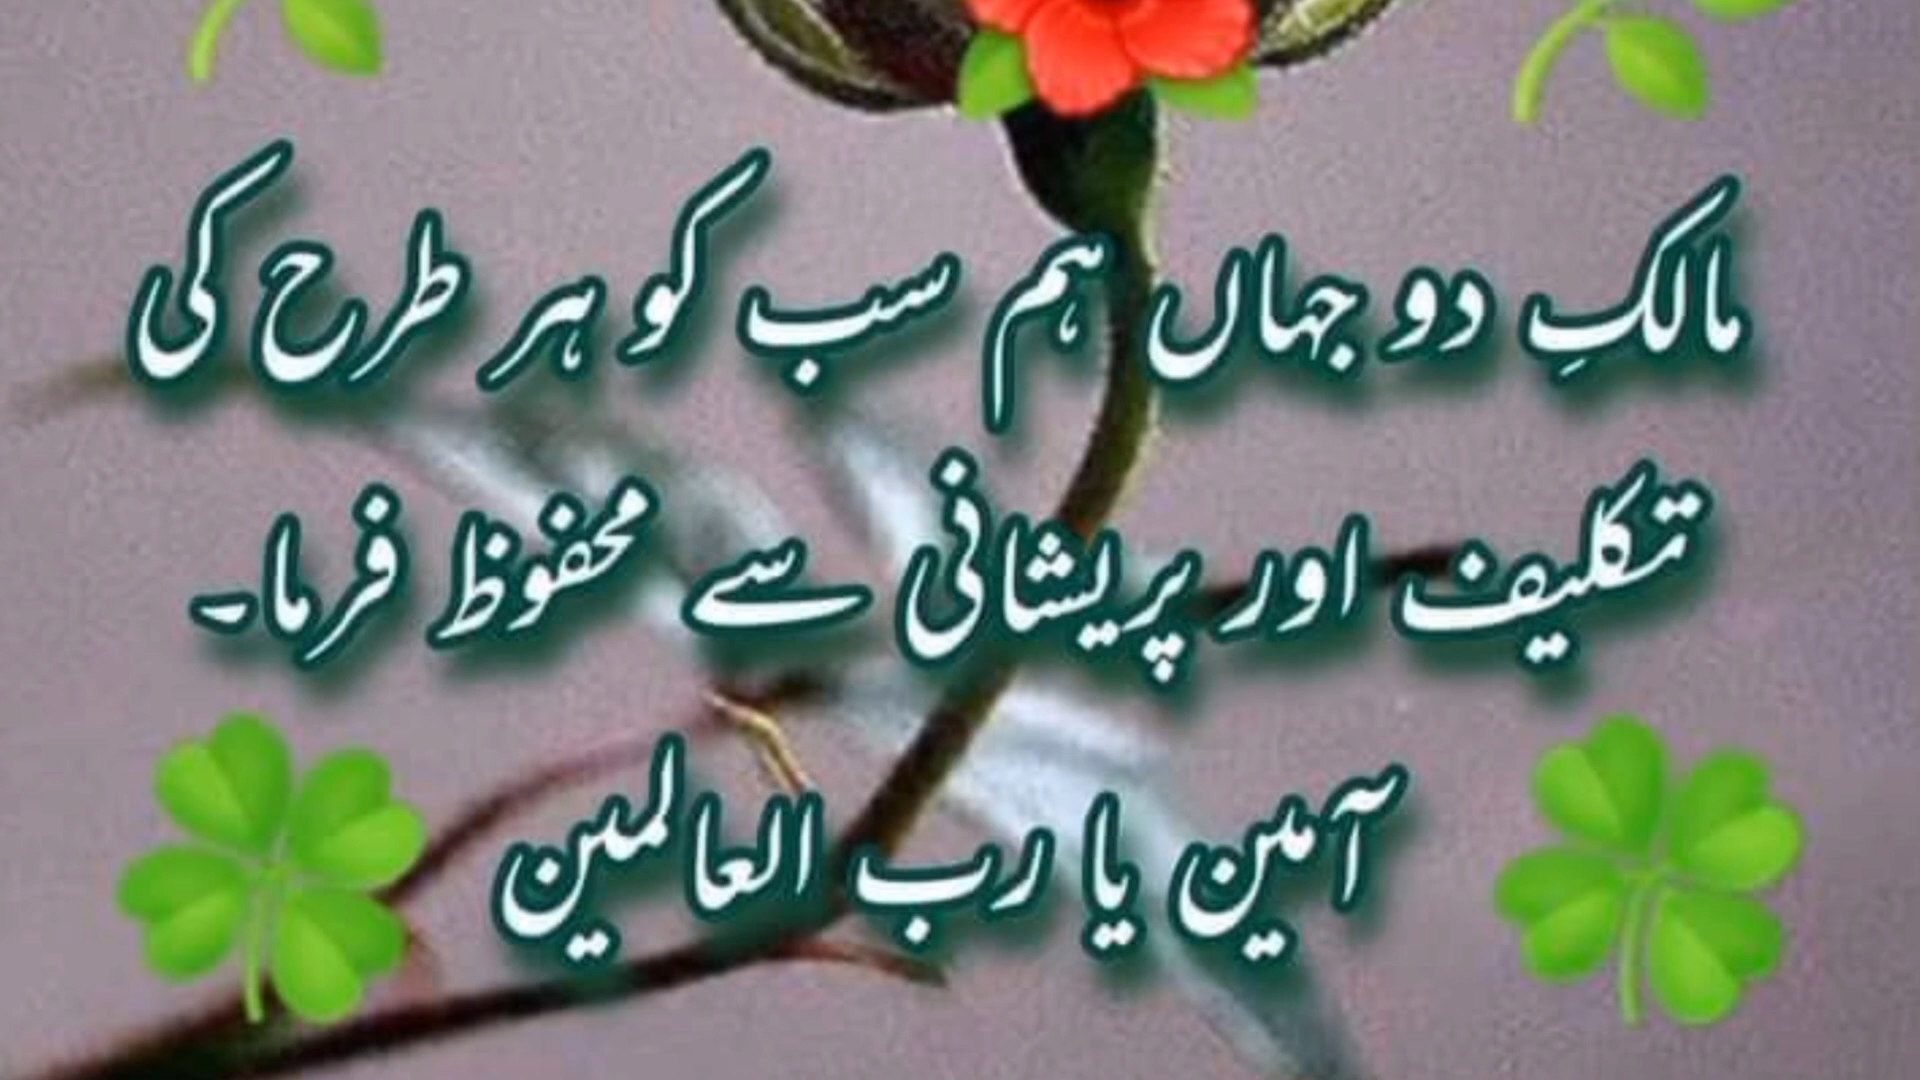 مالکِ دو جہاں ہم سب کو ہر طرح کی
تکلیف اور پریشانی سے محفوظ فرما۔
آمین یا رب العالمین